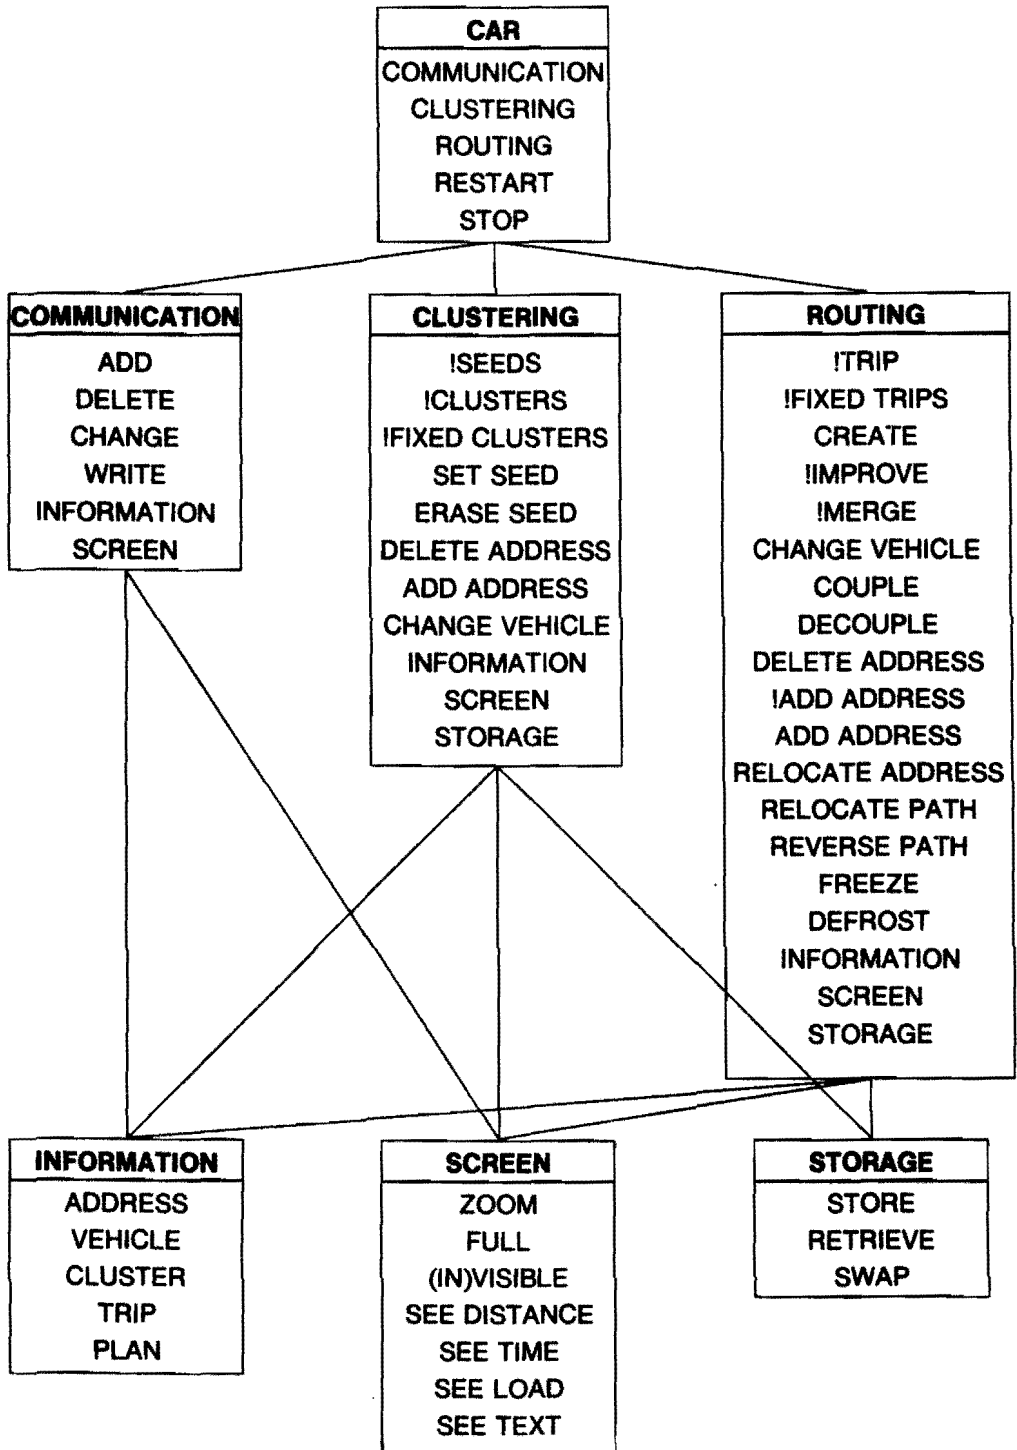 CAR
COMMUNICATION
CLUSTERING
ROUTING
RESTART
STOP
COMMUNICATION
ADD
DELETE
CHANGE
WRITE
INFORMATION
SCREEN
CLUSTERING
!SEEDS
!CLUSTERS
!FIXED CLUSTERS
SET SEED
ERASE SEED
DELETE ADDRESS
ADD ADDRESS
CHANGE VEHICLE
INFORMATION
SCREEN
STORAGE
ROUTING
!TRIP
!FIXED TRIPS
CREATE
!IMPROVE
!MERGE
CHANGE VEHICLE
COUPLE
DECOUPLE
DELETE ADDRESS
!ADD ADDRESS
ADD ADDRESS
RELOCATE ADDRESS
RELOCATE PATH
REVERSE PATH
FREEZE
DEFROST
INFORMATION
SCREEN
STORAGE
INFORMATION
ADDRESS
VEHICLE
CLUSTER
TRIP
PLAN
SCREEN
ZOOM
FULL
(IN)VISIBLE
SEE DISTANCE
SEE TIME
SEE LOAD
SEE TEXT
STORAGE
STORE
RETRIEVE
SWAP